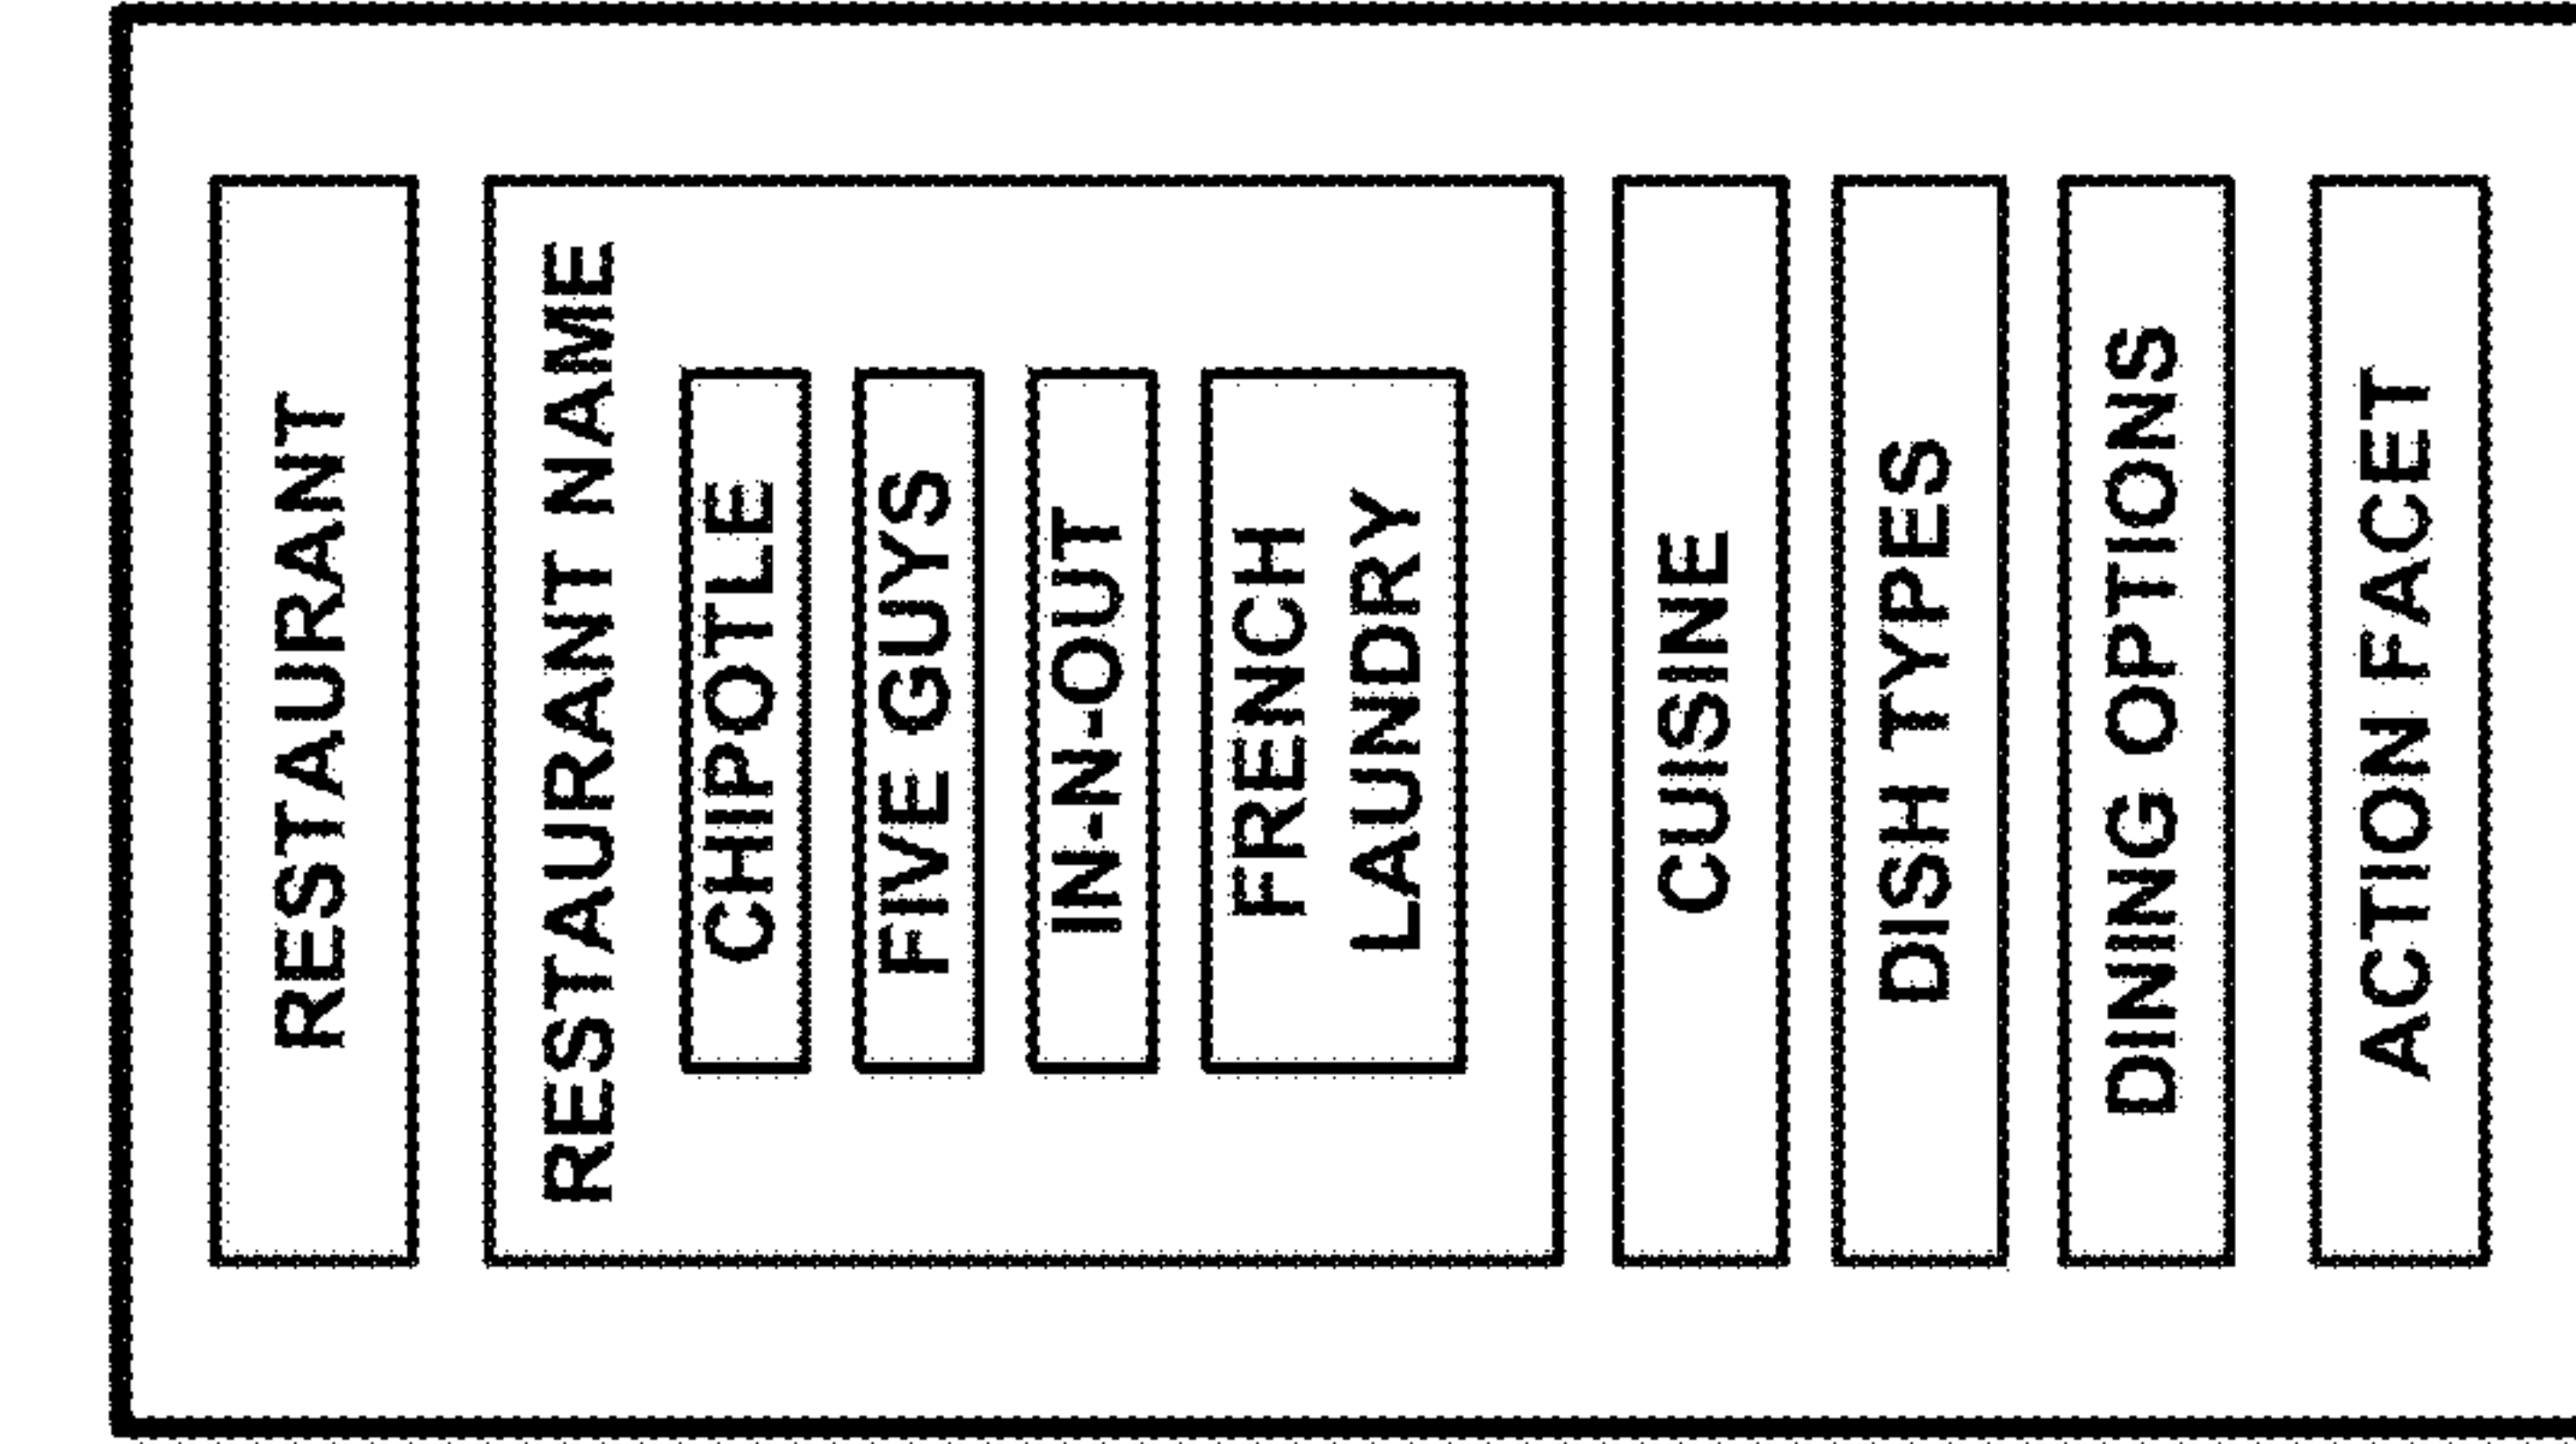 RESTAURANT
RESTAURANT NAME
CHIPOTLE
FIVE GUYS
IN-N-OUT
FRENCH
LAUNDRY
CUISINE
DISH TYPES
DINING OPTIONS
ACTION FACET